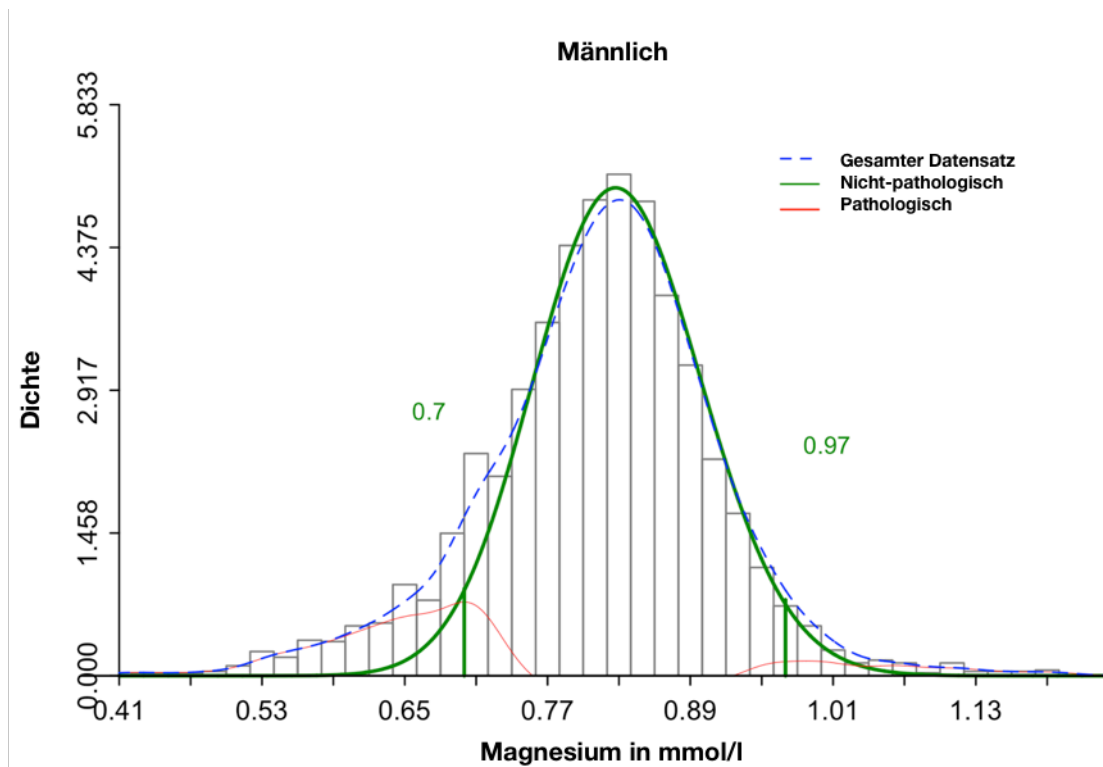 Männlich
5.833
4.375
2.917
1.458
0.000
Dichte
Gesamter Datensatz
Nicht-pathologisch
Pathologisch
0.7
0.97
0.41
0.53
0.65
0.77
0.89
1.01
1.13
Magnesium in mmol/l